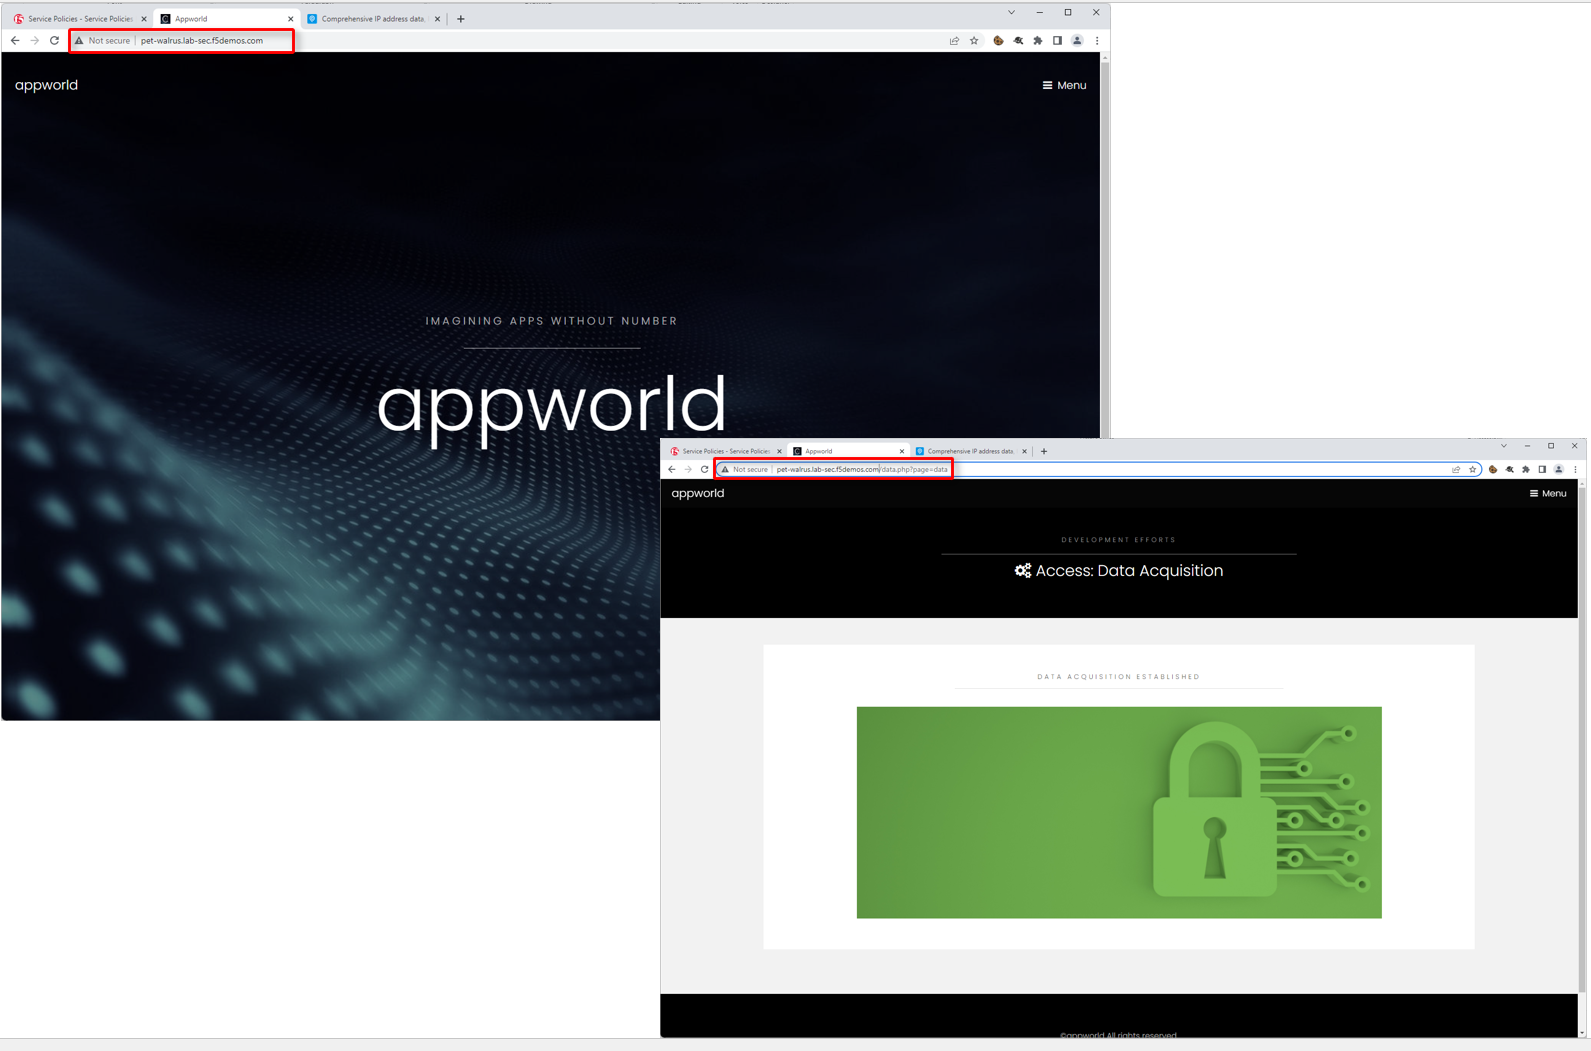 Service Policies - Service Policies
Appworld
Comprehensive IP address data,
Not secure
pet-walrus.lab-sec.f5demos.com
appworld
Menu
IMAGINING APPS WITHOUT NUMBER
appworld
Service Policies - Service Policies
Appworld
Comprehensive IP address data,
Not secure
pet-walrus.lab-sec.f5demos.com/data.php?page=data
appworld
Menu
DEVELOPMENT EFFORTS
Access: Data Acquisition
DATA ACQUISITION ESTABLISHED
©appworld All rights reserved